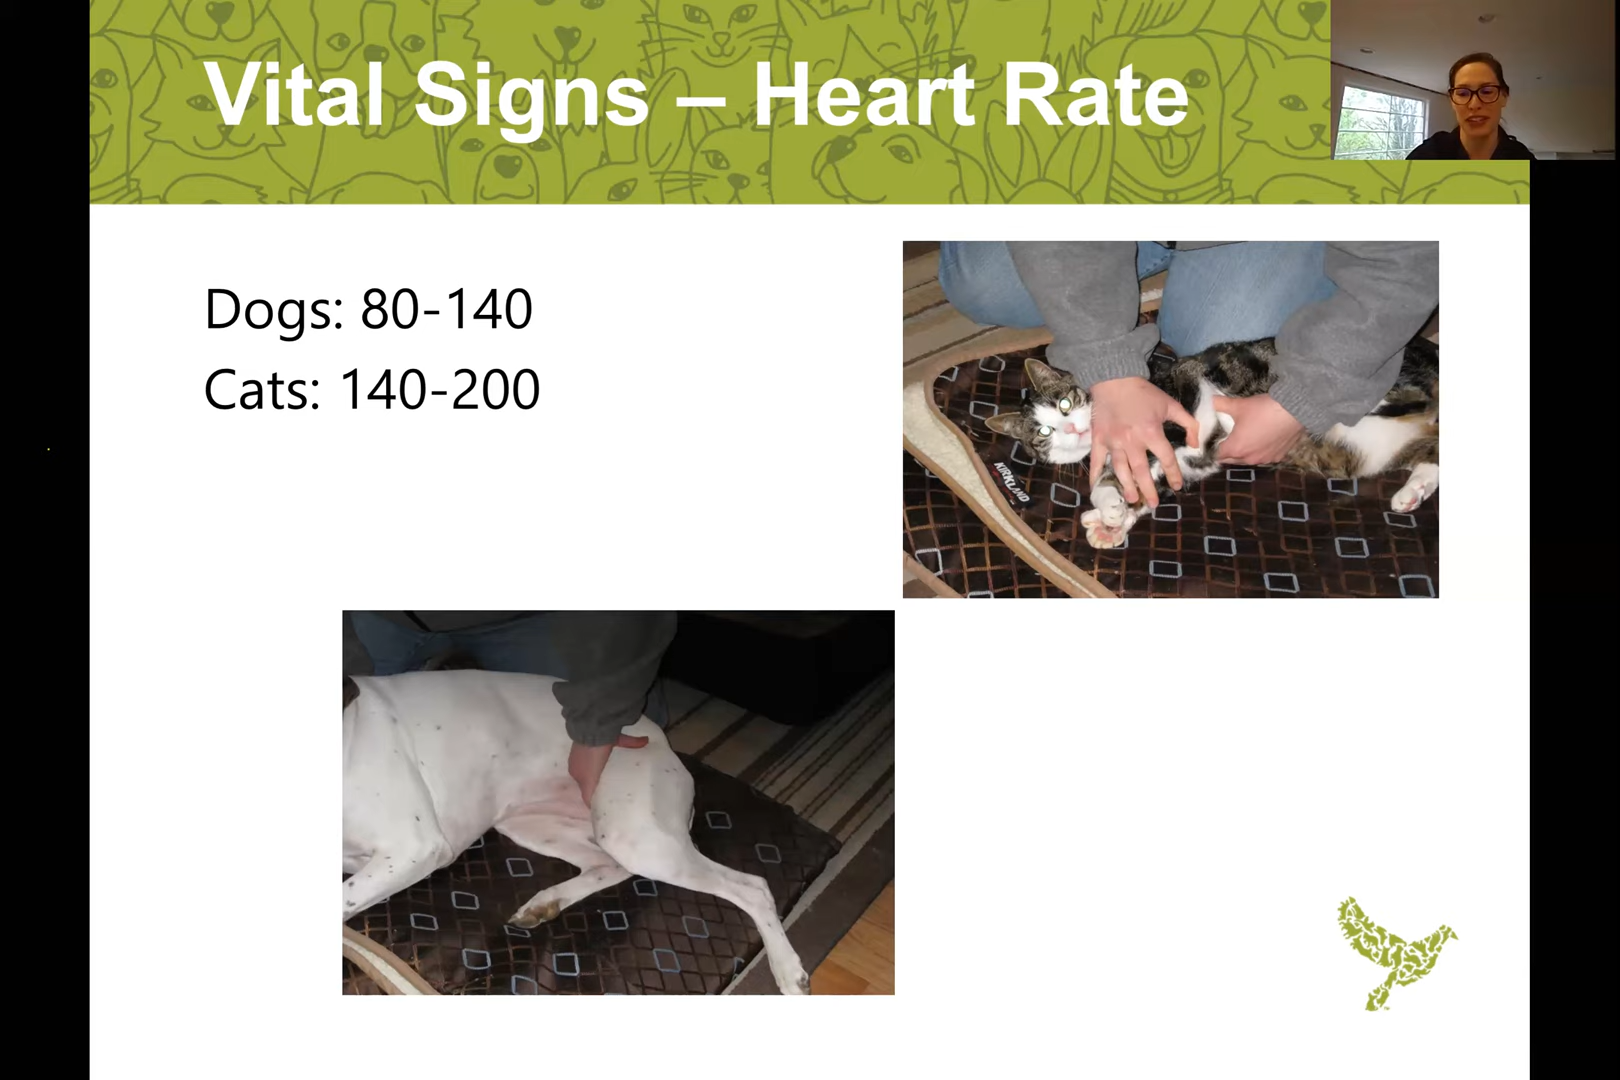 Vital Signs – Heart Rate
Dogs: 80-140
Cats: 140-200
KIRKLAND